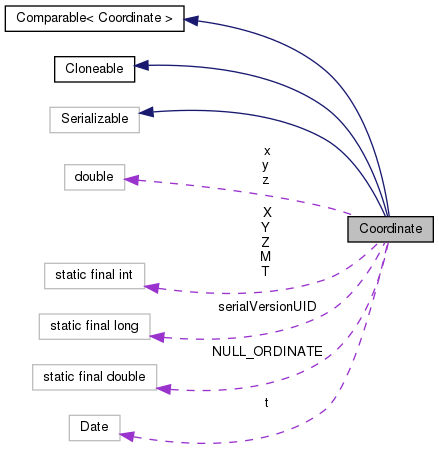 Comparable< Coordinate >
Cloneable
Serializable
x
y
z
double
Coordinate
X
Y
Z
M
T
static final int
serialVersionUID
static final long
NULL_ORDINATE
static final double
t
Date